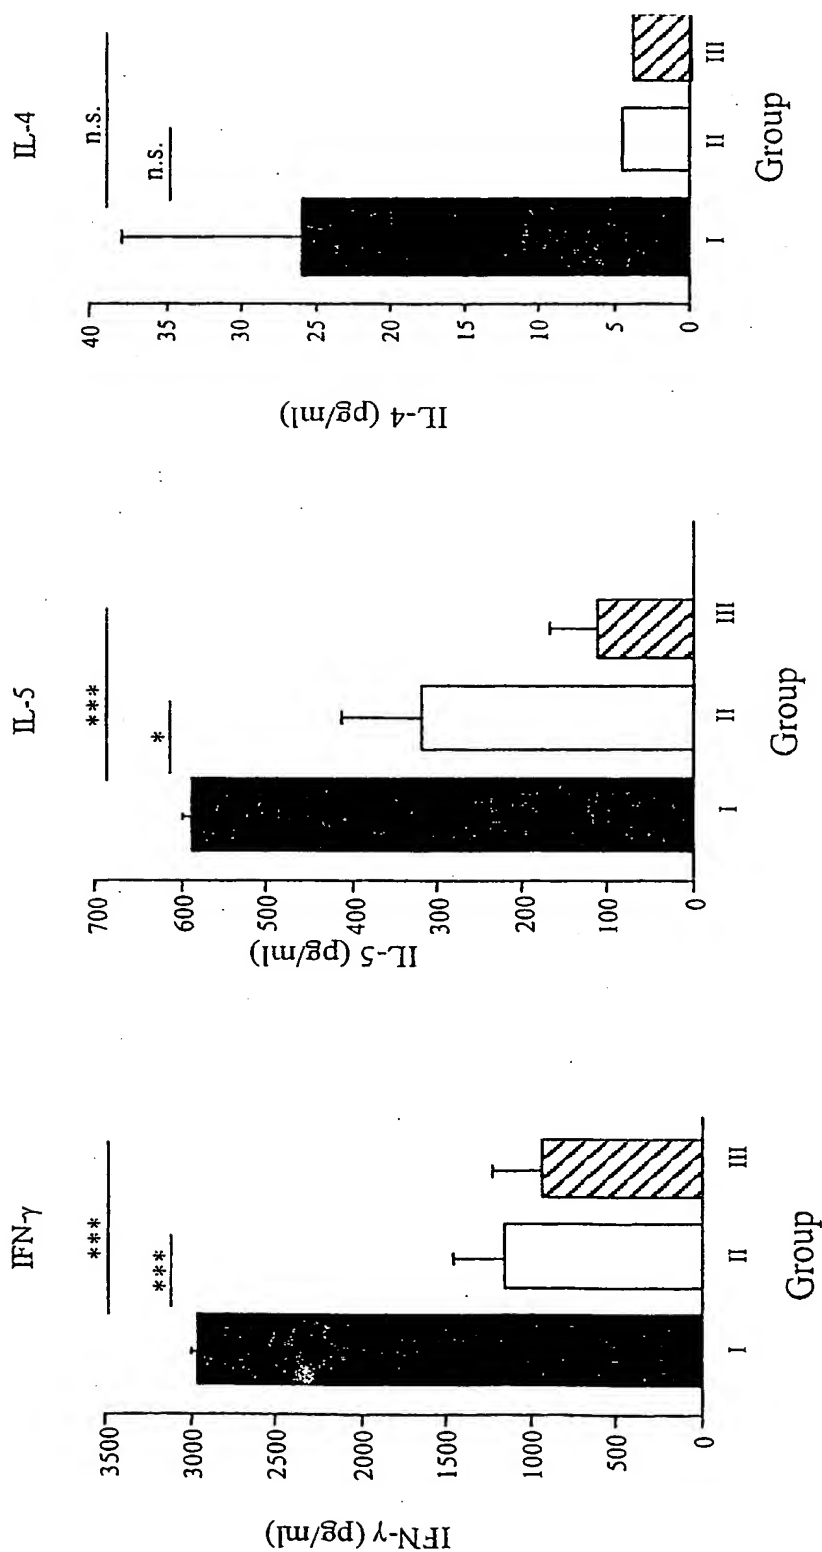 IFN-γ
***
***
3500
3000
2500
2000
1500
1000
500
0
IFN-γ (pg/ml)
I II III
Group
IL-5
***
*
700
600
500
400
300
200
100
0
IL-5 (pg/ml)
I II III
Group
IL-4
n.s.
n.s.
40
35
30
25
20
15
10
5
0
IL-4 (pg/ml)
I II III
Group